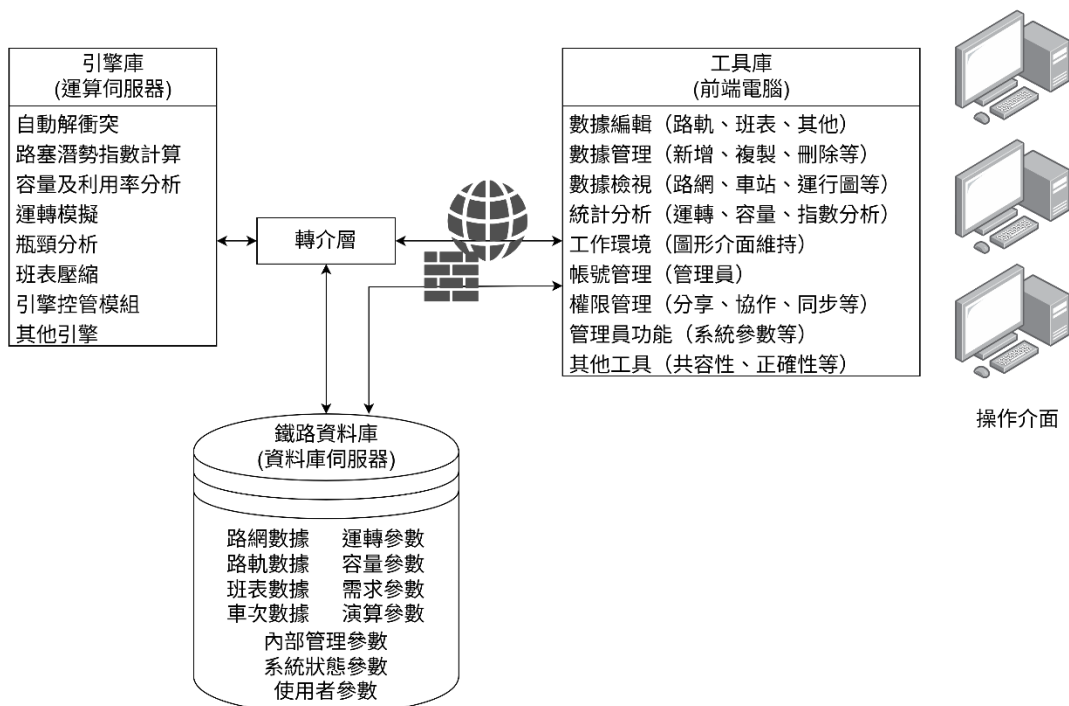 引擎庫
(運算伺服器)
自動解衝突
路塞潛勢指數計算
容量及利用率分析
運轉模擬
瓶頸分析
班表壓縮
引擎控管模組
其他引擎
轉介層
工具庫
(前端電腦)
數據編輯（路軌、班表、其他）
數據管理（新增、複製、刪除等）
數據檢視（路網、車站、運行圖等）
統計分析（運轉、容量、指數分析）
工作環境（圖形介面維持）
帳號管理（管理員）
權限管理（分享、協作、同步等）
管理員功能（系統參數等）
其他工具（共容性、正確性等）
操作介面
鐵路資料庫
(資料庫伺服器)
路網數據 運轉參數
路軌數據 容量參數
班表數據 需求參數
車次數據 演算參數
內部管理參數
系統狀態參數
使用者參數